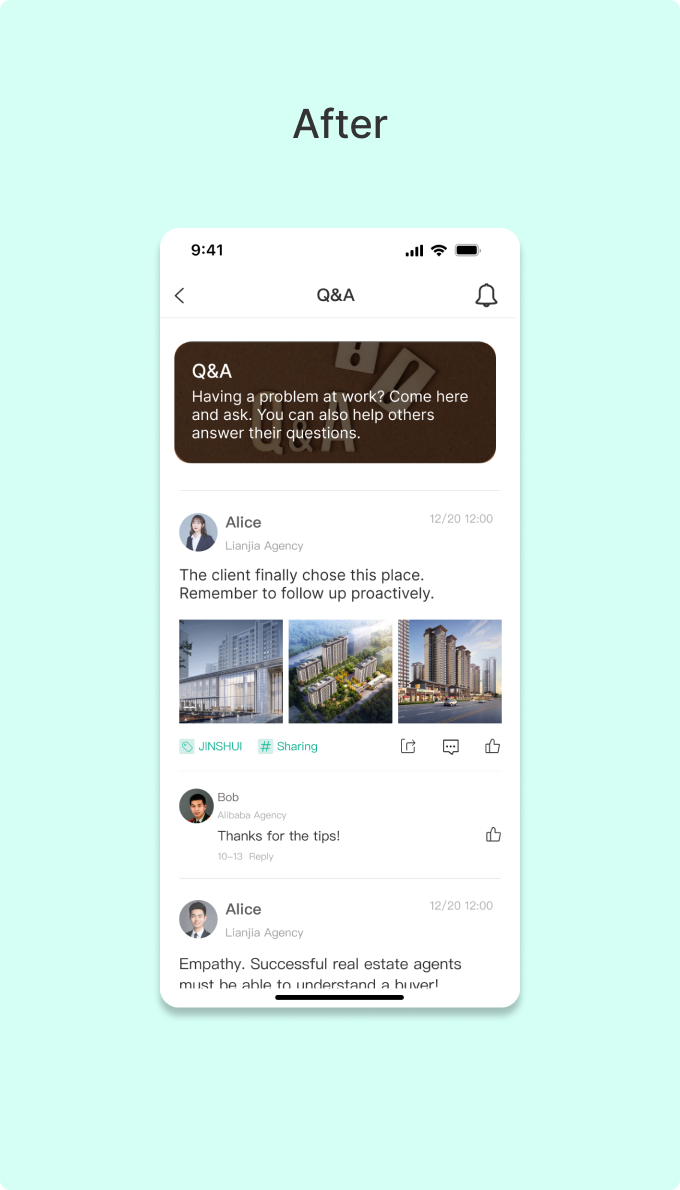 After
9:41
Q&A
Q&A
Having a problem at work? Come here
and ask. You can also help others
answer their questions.
Q&A
Alice
12/20 12:00
Lianjia Agency
The client finally chose this place.
Remember to follow up proactively.
JINSHUI
# Sharing
Bob
Alibaba Agency
Thanks for the tips!
10-13 Reply
Alice
12/20 12:00
Lianjia Agency
Empathy. Successful real estate agents
must be able to understand a buyer!